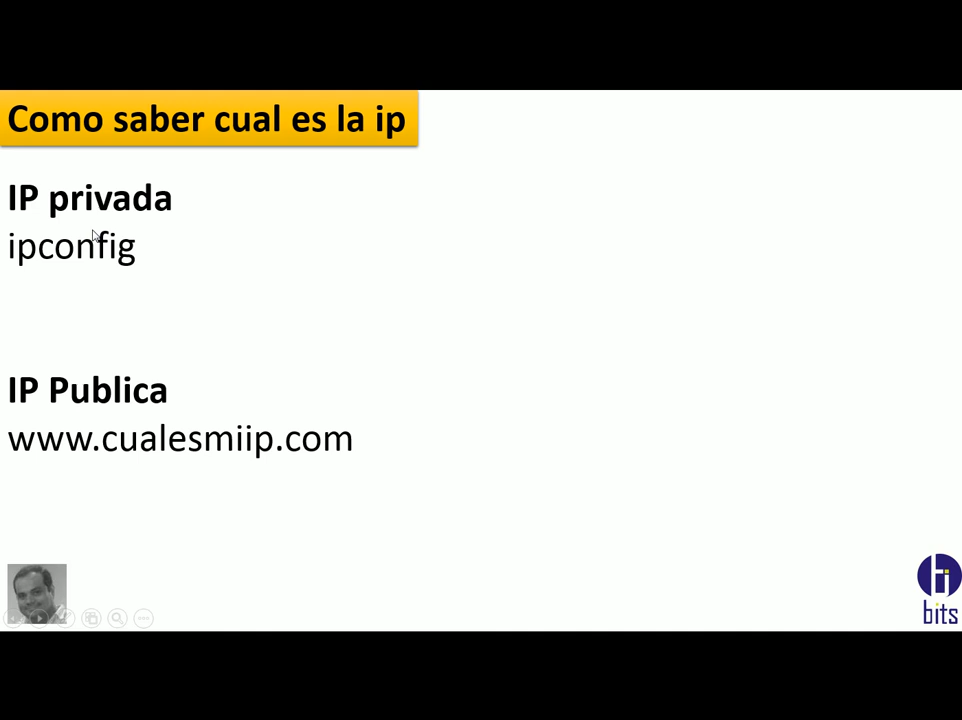 Como saber cual es la ip
IP privada
ipconfig
IP Publica
www.cualesmiip.com
bits